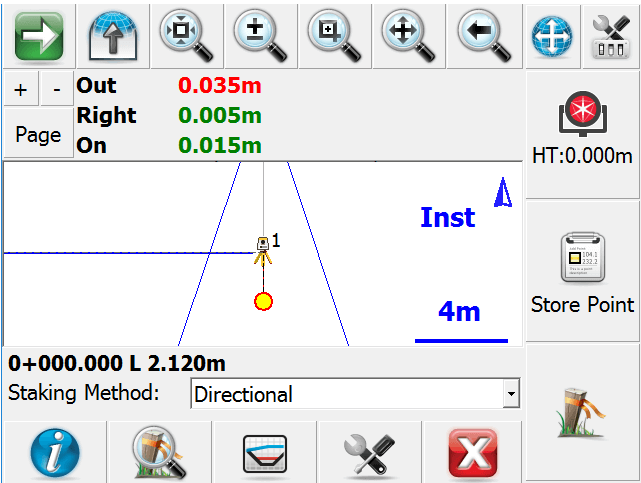 + - Out 0.035m
Right 0.005m
Page
On 0.015m
HT:0.000m
Inst
1
Store Point
4m
0+000.000 L 2.120m
Staking Method: Directional